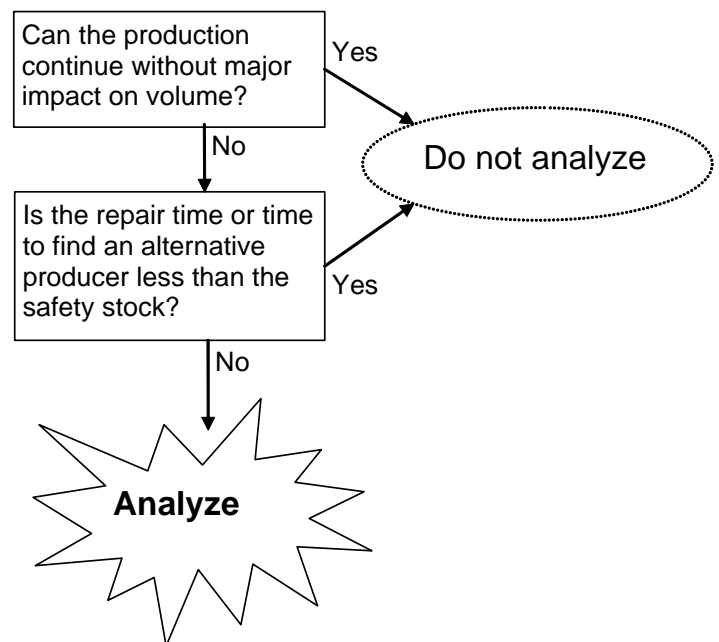 Can the production
continue without major
impact on volume?
Yes
No
Do not analyze
Is the repair time or time
to find an alternative
producer less than the
safety stock?
Yes
No
Analyze